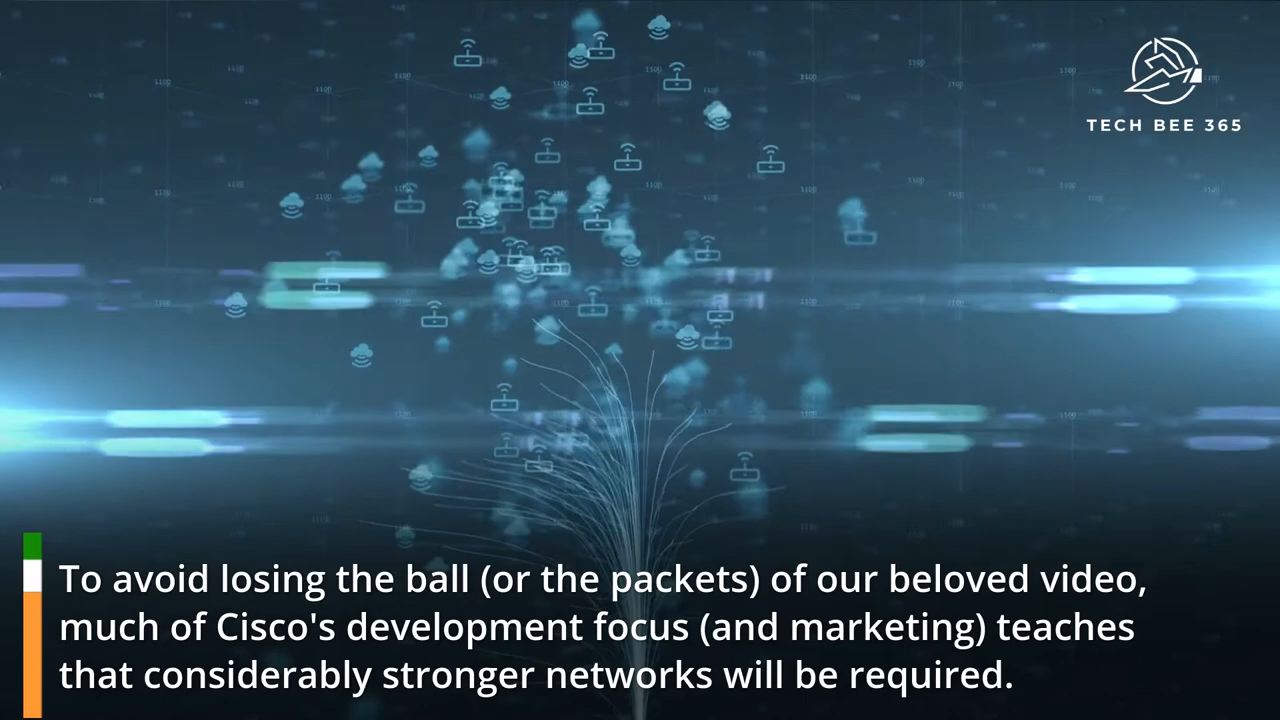 TECH BEE 365
To avoid losing the ball (or the packets) of our beloved video,
much of Cisco's development focus (and marketing) teaches
that considerably stronger networks will be required.